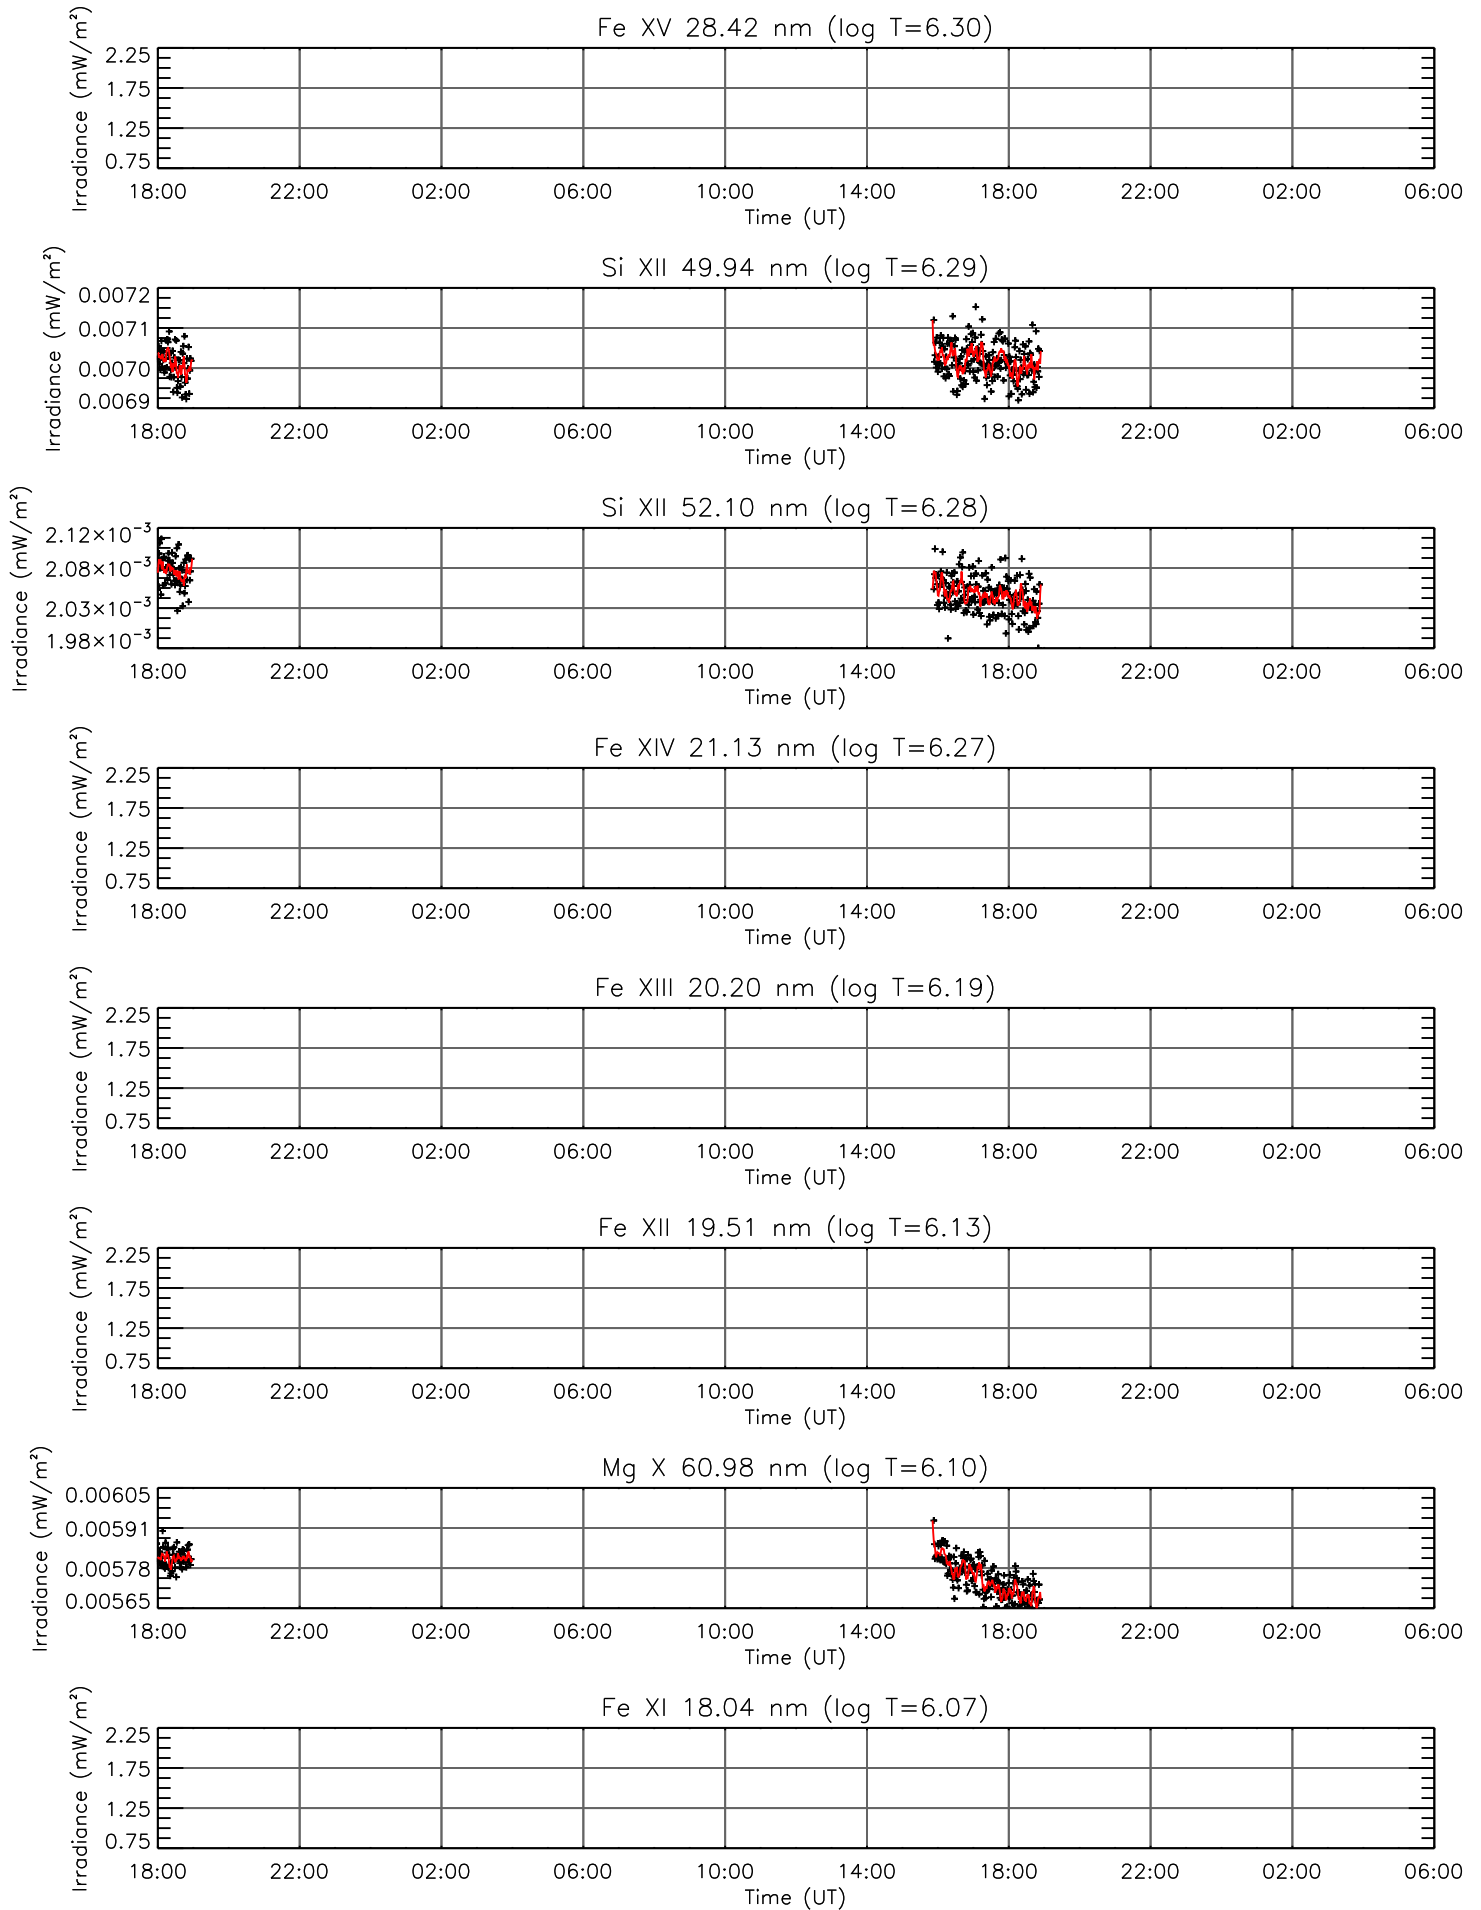 Fe XV 28.42 nm (log T=6.30)
Irradiance (mW/m²)
2.25
1.75
1.25
0.75
18:00 22:00 02:00 06:00 10:00 14:00 18:00 22:00 02:00 06:00
Time (UT)
Si XII 49.94 nm (log T=6.29)
Irradiance (mW/m²)
0.0072
0.0071
0.0070
0.0069
18:00 22:00 02:00 06:00 10:00 14:00 18:00 22:00 02:00 06:00
Time (UT)
Si XII 52.10 nm (log T=6.28)
Irradiance (mW/m²)
2.12×10⁻³
2.08×10⁻³
2.03×10⁻³
1.98×10⁻³
18:00 22:00 02:00 06:00 10:00 14:00 18:00 22:00 02:00 06:00
Time (UT)
Fe XIV 21.13 nm (log T=6.27)
Irradiance (mW/m²)
2.25
1.75
1.25
0.75
18:00 22:00 02:00 06:00 10:00 14:00 18:00 22:00 02:00 06:00
Time (UT)
Fe XIII 20.20 nm (log T=6.19)
Irradiance (mW/m²)
2.25
1.75
1.25
0.75
18:00 22:00 02:00 06:00 10:00 14:00 18:00 22:00 02:00 06:00
Time (UT)
Fe XII 19.51 nm (log T=6.13)
Irradiance (mW/m²)
2.25
1.75
1.25
0.75
18:00 22:00 02:00 06:00 10:00 14:00 18:00 22:00 02:00 06:00
Time (UT)
Mg X 60.98 nm (log T=6.10)
Irradiance (mW/m²)
0.00605
0.00591
0.00578
0.00565
18:00 22:00 02:00 06:00 10:00 14:00 18:00 22:00 02:00 06:00
Time (UT)
Fe XI 18.04 nm (log T=6.07)
Irradiance (mW/m²)
2.25
1.75
1.25
0.75
18:00 22:00 02:00 06:00 10:00 14:00 18:00 22:00 02:00 06:00
Time (UT)